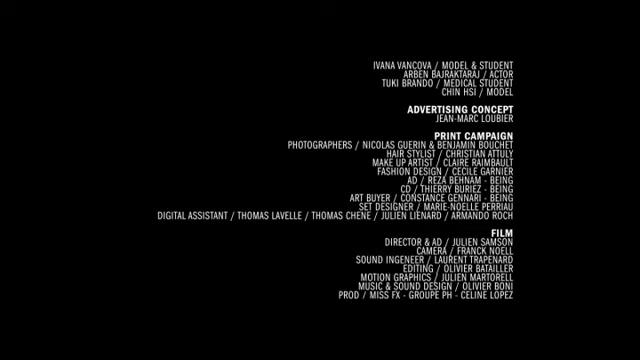 IVANA VANCOVA / MODEL & STUDENT
ARBEN BAJRAKTARAJ / ACTOR
TUKI BRANDO / MEDICAL STUDENT
CHIN HSI / MODEL
ADVERTISING CONCEPT
JEAN-MARC LOUBIER
PRINT CAMPAIGN
PHOTOGRAPHERS / NICOLAS GUERIN & BENJAMIN BOUCHET
HAIR STYLIST / CHRISTIAN ATTULY
MAKE UP ARTIST / CLAIRE RAIMBAULT
FASHION DESIGN / CECILE GARNIER
AD / REZA BEHNAM - BEING
CD / THIERRY BURIEZ - BEING
ART BUYER / CONSTANCE GENNARI - BEING
SET DESIGNER / MARIE-NOELLE PERRIAU
DIGITAL ASSISTANT / THOMAS LAVELLE / THOMAS CHENE / JULIEN LIENARD / ARMANDO ROCH
FILM
DIRECTOR & AD / JULIEN SAMSON
CAMERA / FRANCK NOELL
SOUND INGENEER / LAURENT TRAPENARD
EDITING / OLIVIER BATAILLER
MOTION GRAPHICS / JULIEN MARTORELL
MUSIC & SOUND DESIGN / OLIVIER BONI
PROD / MISS FX - GROUPE PH - CELINE LOPEZ